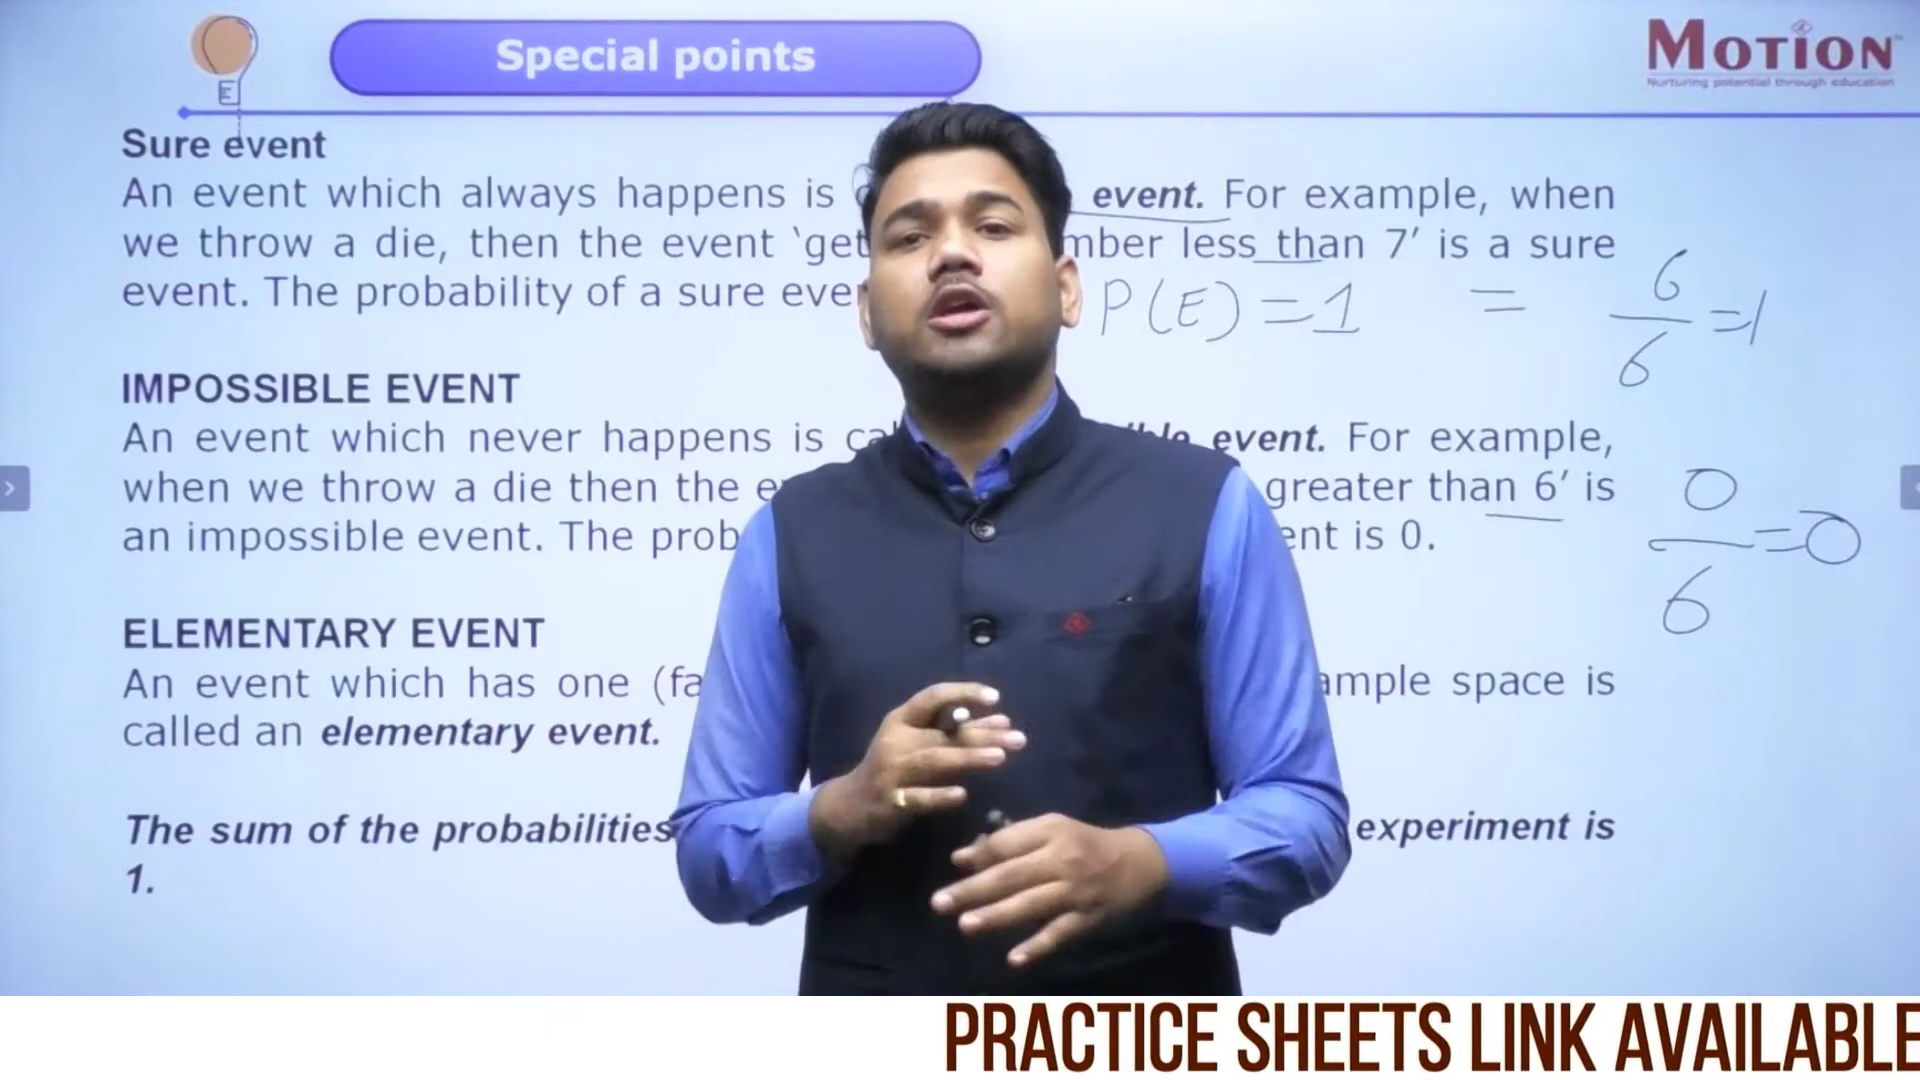 Special points
MOTION
Nurturing potential through education
Sure event
An event which always happens is event. For example, when
we throw a die, then the event ‘get mber less than 7’ is a sure
event. The probability of a sure eve P(E) = 1 = 6/6 = 1
IMPOSSIBLE EVENT
An event which never happens is ca event. For example,
when we throw a die then the e greater than 6’ is
an impossible event. The prob ent is 0. 0/6 = 0
ELEMENTARY EVENT
An event which has one (fa ample space is
called an elementary event.
The sum of the probabilities experiment is
1.
PRACTICE SHEETS LINK AVAILABLE